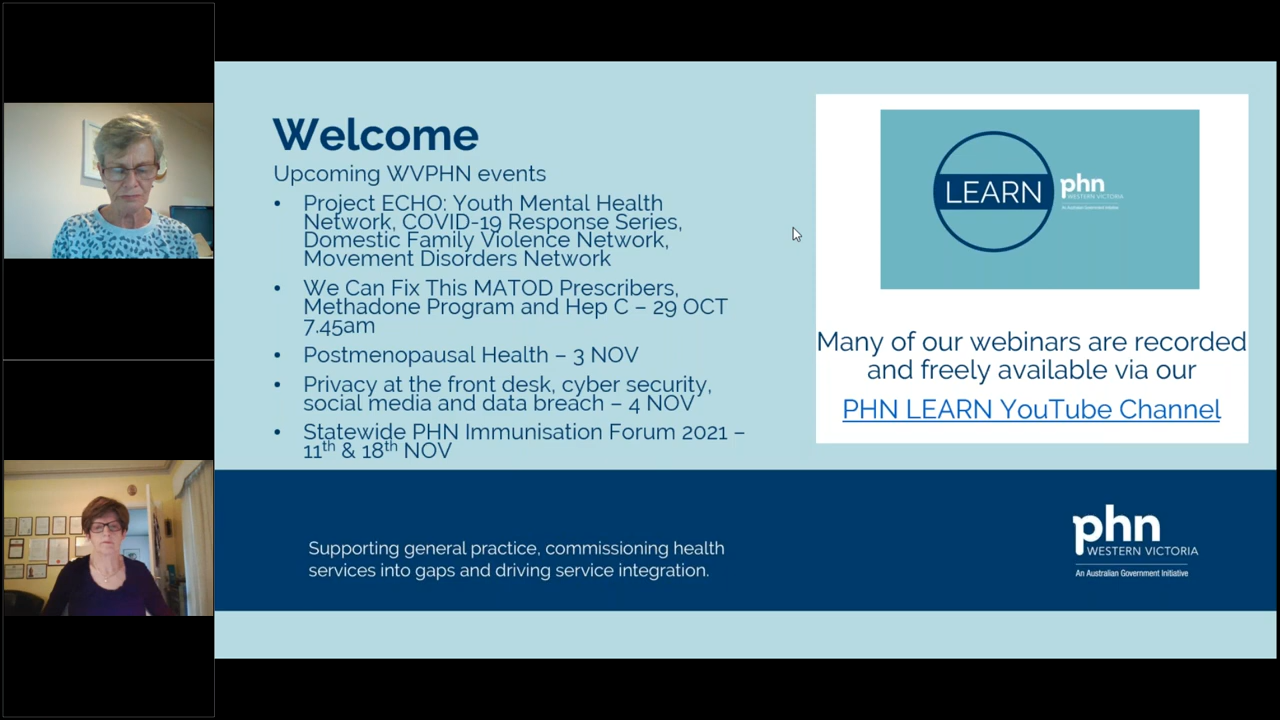 Welcome
Upcoming WVPHN events
• Project ECHO: Youth Mental Health
Network, COVID-19 Response Series,
Domestic Family Violence Network,
Movement Disorders Network
• We Can Fix This MATOD Prescribers,
Methadone Program and Hep C – 29 OCT
7.45am
• Postmenopausal Health – 3 NOV
• Privacy at the front desk, cyber security,
social media and data breach – 4 NOV
• Statewide PHN Immunisation Forum 2021 –
11th & 18th NOV
LEARN
phn
WESTERN VICTORIA
An Australian Government Initiative
Many of our webinars are recorded
and freely available via our
PHN LEARN YouTube Channel
Supporting general practice, commissioning health
services into gaps and driving service integration.
phn
WESTERN VICTORIA
An Australian Government Initiative